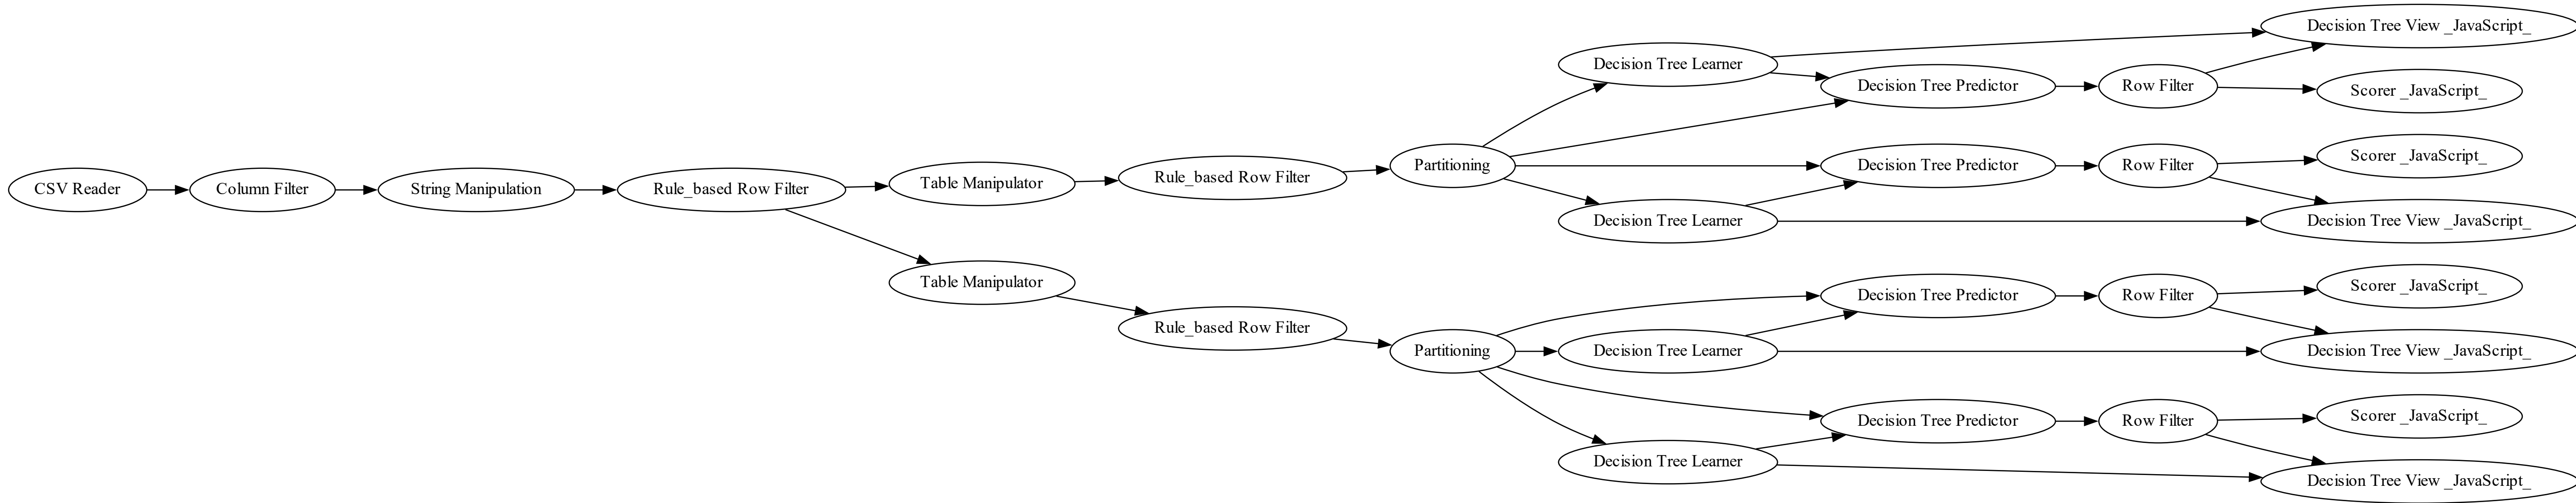 CSV Reader
Column Filter
String Manipulation
Rule_based Row Filter
Table Manipulator
Rule_based Row Filter
Partitioning
Decision Tree Learner
Decision Tree Predictor
Row Filter
Decision Tree View _JavaScript_
Scorer _JavaScript_
Decision Tree Predictor
Row Filter
Scorer _JavaScript_
Decision Tree Learner
Decision Tree View _JavaScript_
Table Manipulator
Rule_based Row Filter
Partitioning
Decision Tree Predictor
Row Filter
Scorer _JavaScript_
Decision Tree Learner
Decision Tree View _JavaScript_
Decision Tree Predictor
Row Filter
Scorer _JavaScript_
Decision Tree Learner
Decision Tree View _JavaScript_